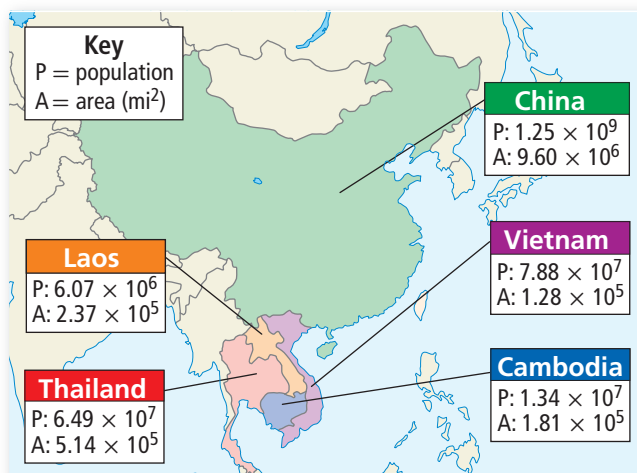 Key
P = population
A = area (mi²)
China
P: 1.25 × 10⁹
A: 9.60 × 10⁶
Laos
P: 6.07 × 10⁶
A: 2.37 × 10⁵
Vietnam
P: 7.88 × 10⁷
A: 1.28 × 10⁵
Thailand
P: 6.49 × 10⁷
A: 5.14 × 10⁵
Cambodia
P: 1.34 × 10⁷
A: 1.81 × 10⁵